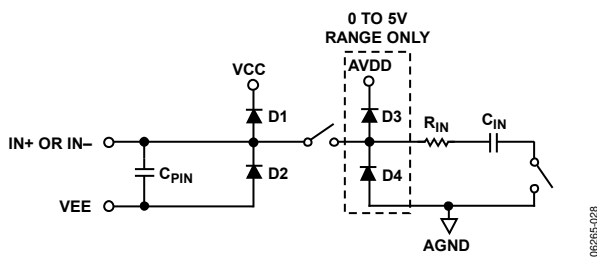 0 TO 5V
RANGE ONLY
VCC
AVDD
D1
D3
RIN
CIN
IN+ OR IN–
CPIN
D2
D4
VEE
AGND
06265-028